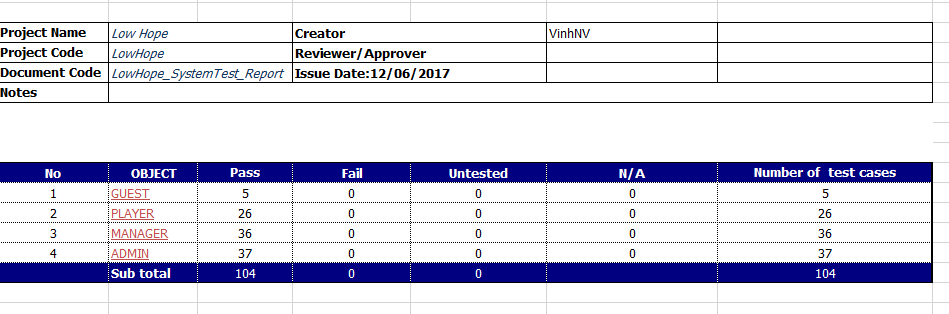 Project Name Low Hope Creator VinhNV
Project Code LowHope Reviewer/Approver
Document Code LowHope_SystemTest_Report Issue Date:12/06/2017
Notes
No OBJECT Pass Fail Untested N/A Number of test cases
1 GUEST 5 0 0 0 5
2 PLAYER 26 0 0 0 26
3 MANAGER 36 0 0 0 36
4 ADMIN 37 0 0 0 37
Sub total 104 0 0 104